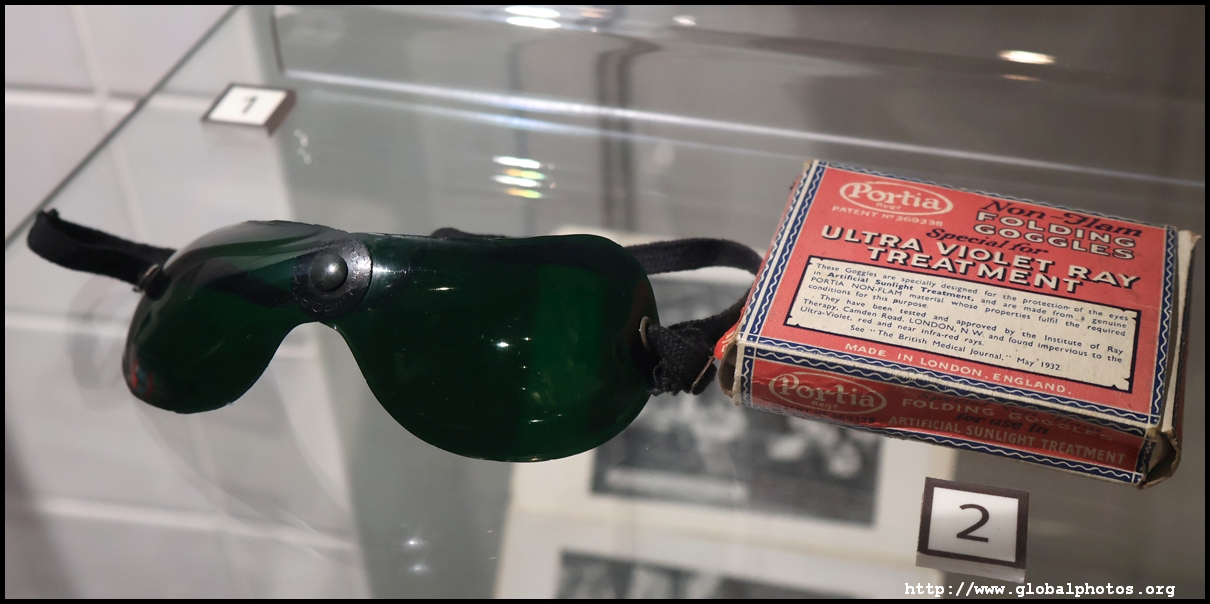 1
Portia
Regd
PATENT No 369338
Non-Flam
FOLDING
GOGGLES
Special for
ULTRA VIOLET RAY
TREATMENT
These Goggles are specially designed for the protection of the eyes
in Artificial Sunlight Treatment, and are made from a genuine
PORTIA NON-FLAM material whose properties fulfil the required
conditions for this purpose.
They have been tested and approved by the Institute of Ray
Therapy, Camden Road, LONDON, N.W. and found impervious to the
Ultra-Violet, red and near infra-red rays.
See "The British Medical Journal," May 1932
MADE IN LONDON, ENGLAND.
Portia
Regd
FOLDING GOGGLES
for use in
ARTIFICIAL SUNLIGHT TREATMENT
2
http://www.globalphotos.org